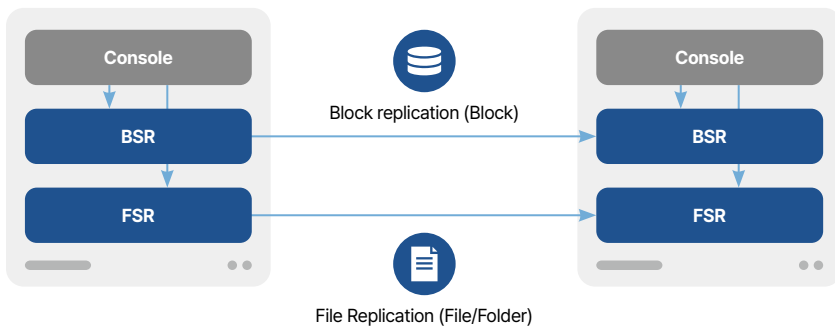 Console
BSR
FSR
Block replication (Block)
File Replication (File/Folder)
Console
BSR
FSR